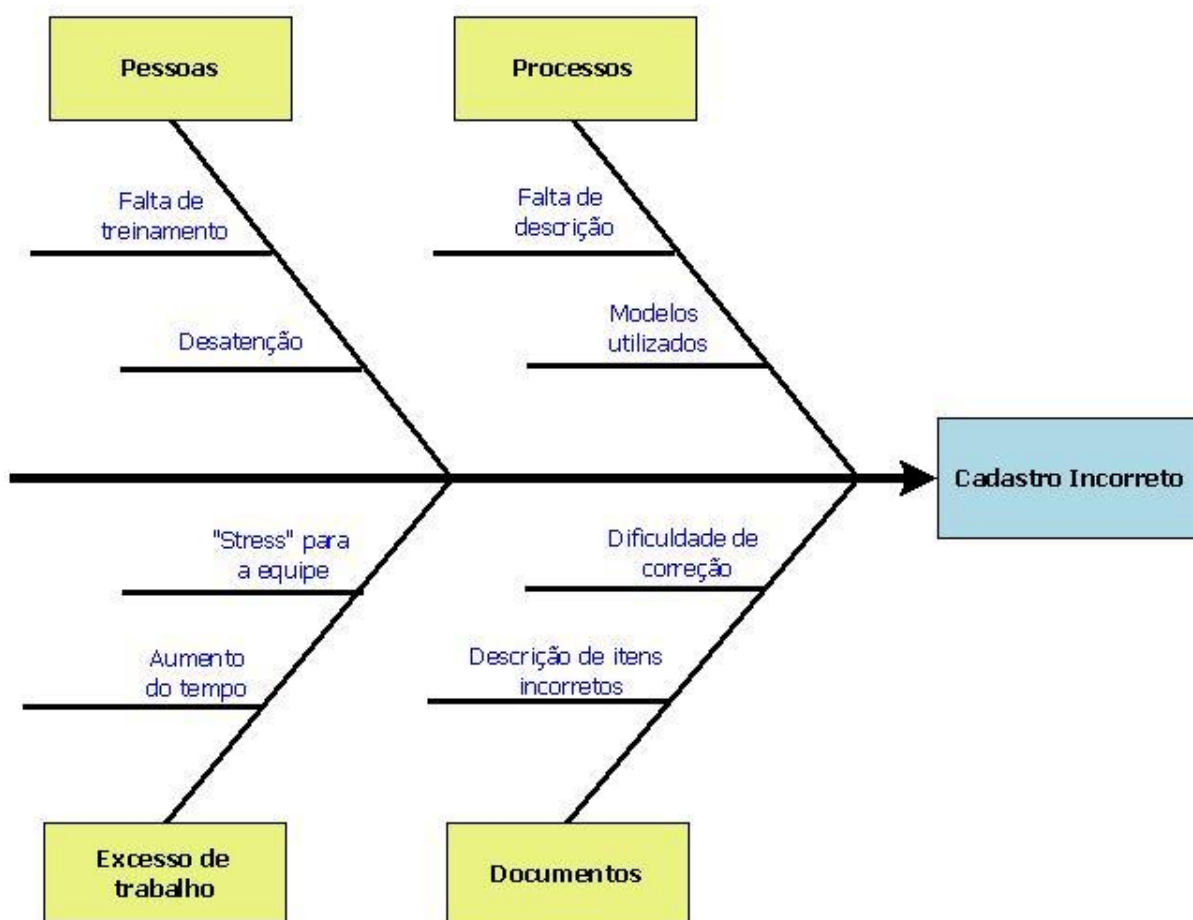 Pessoas
Processos
Falta de
treinamento
Falta de
descrição
Desatenção
Modelos
utilizados
Cadastro Incorreto
"Stress" para
a equipe
Dificuldade de
correção
Aumento
do tempo
Descrição de itens
incorretos
Excesso de
trabalho
Documentos